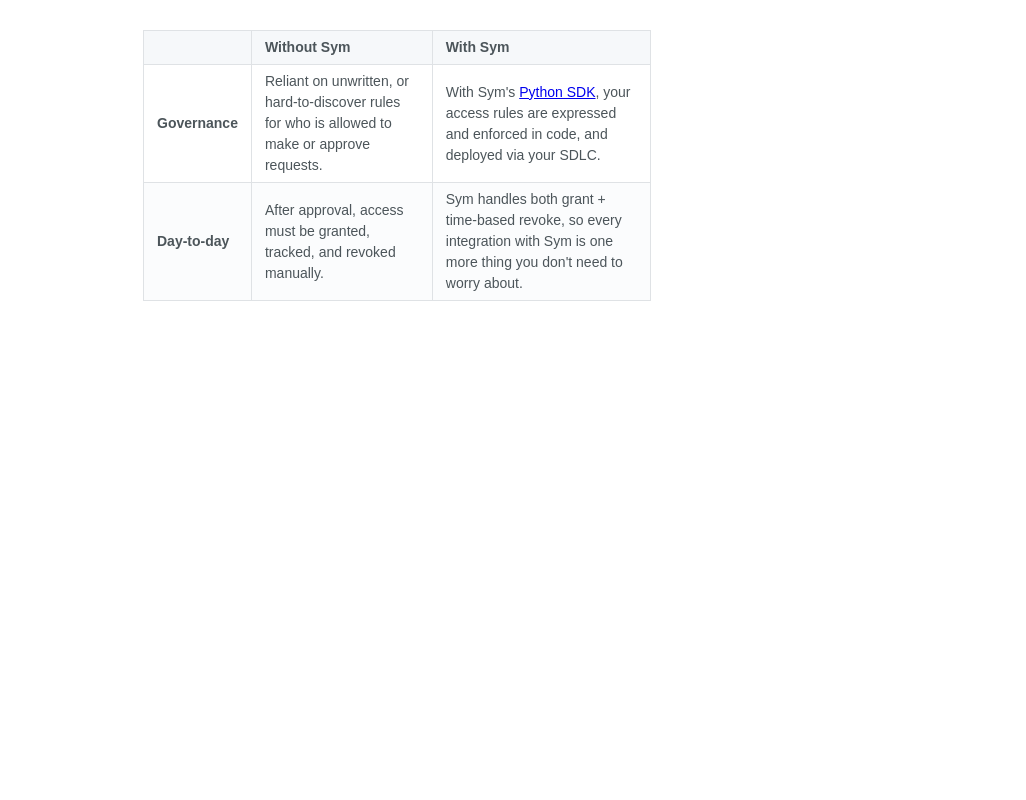 Without Sym
With Sym
Governance
Reliant on unwritten, or
hard-to-discover rules
for who is allowed to
make or approve
requests.
With Sym's Python SDK, your
access rules are expressed
and enforced in code, and
deployed via your SDLC.
Day-to-day
After approval, access
must be granted,
tracked, and revoked
manually.
Sym handles both grant +
time-based revoke, so every
integration with Sym is one
more thing you don't need to
worry about.